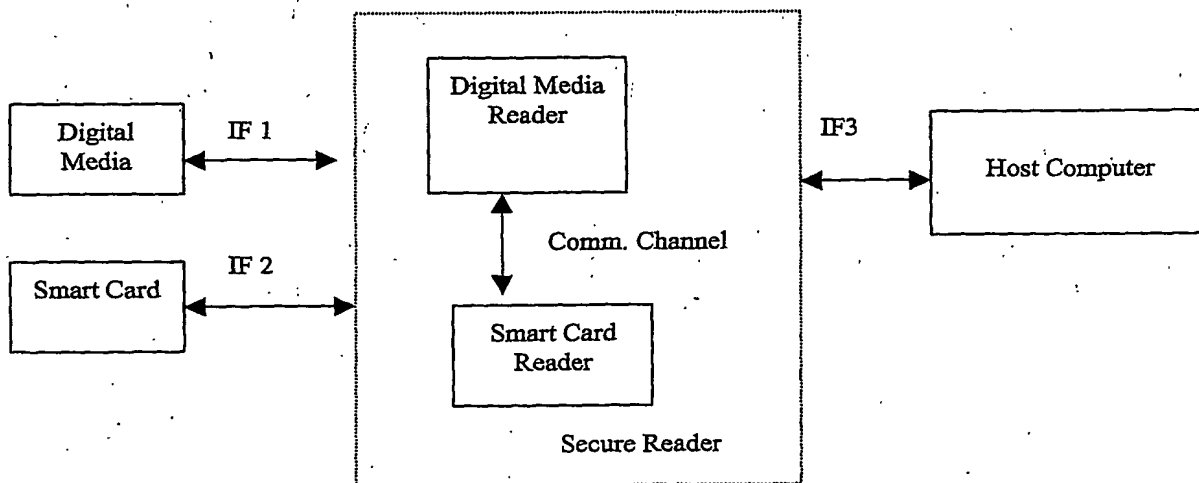 Digital
Media
IF 1
Smart Card
IF 2
Digital Media
Reader
Comm. Channel
Smart Card
Reader
Secure Reader
IF3
Host Computer